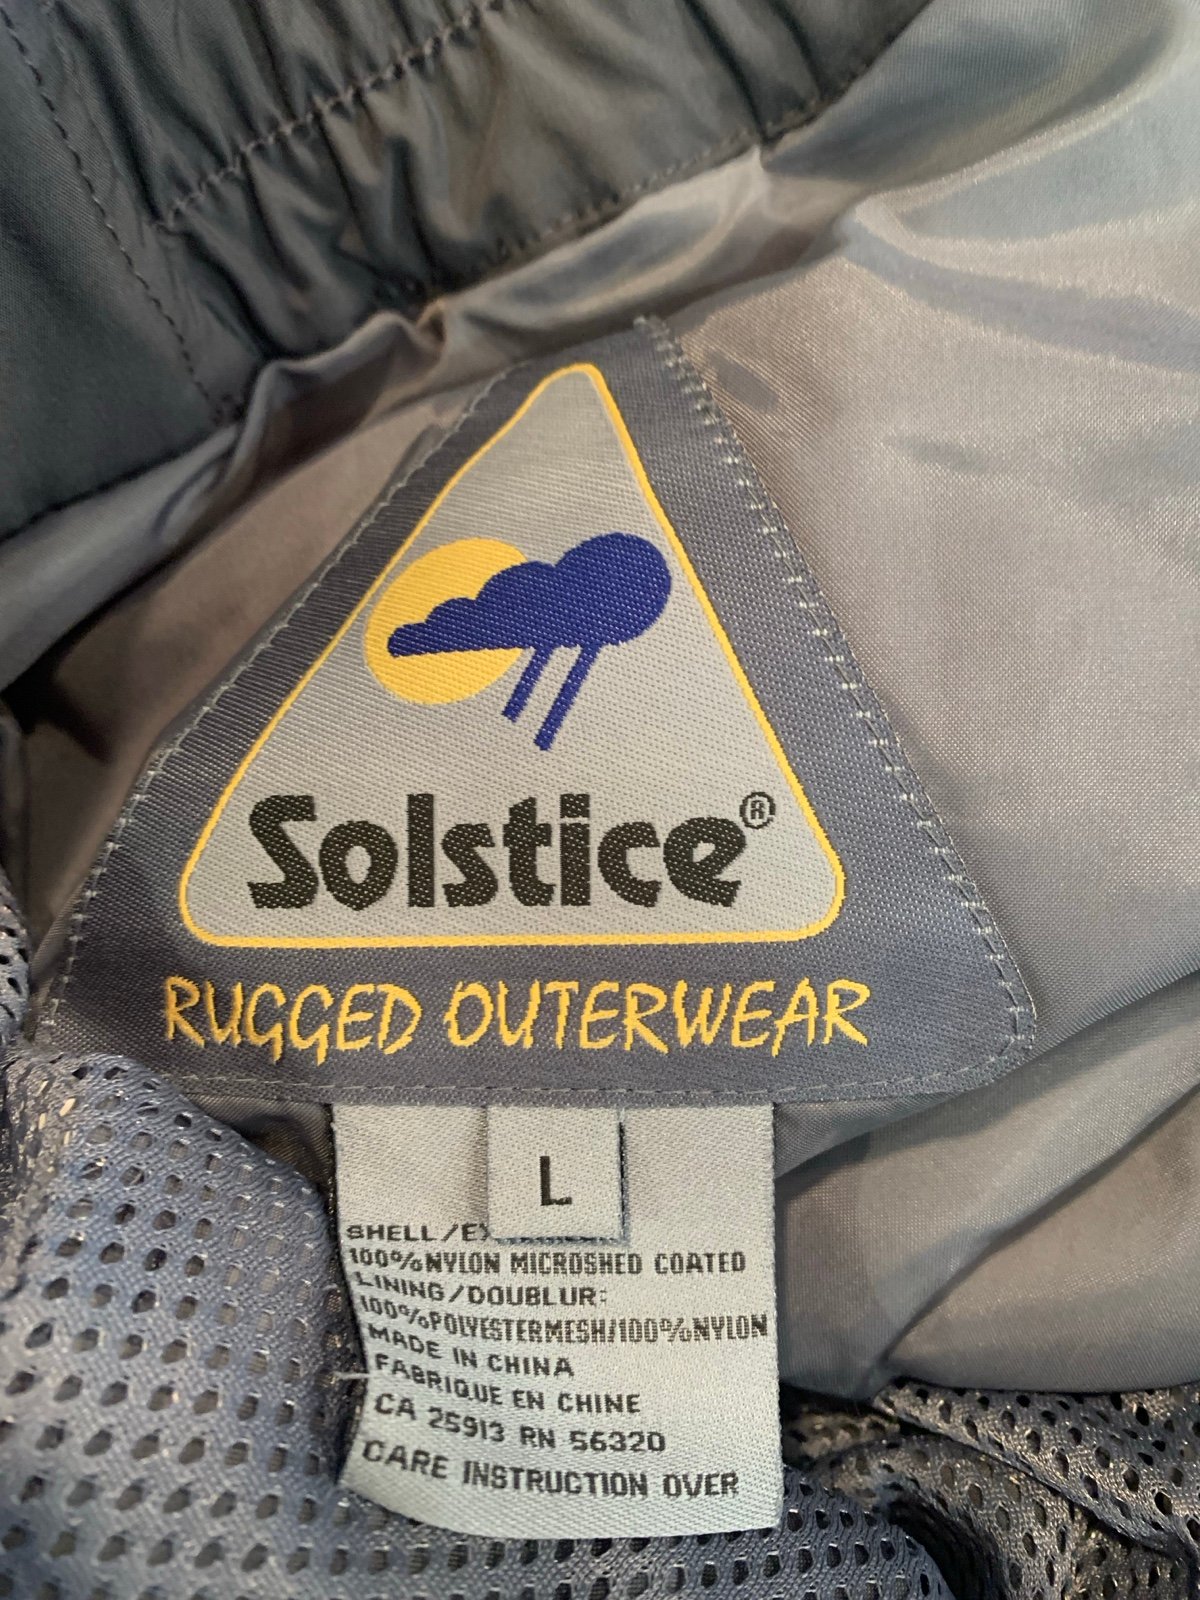 Solstice®
RUGGED OUTERWEAR
L
SHELL/
100%NYLON MICROSHED COATED
LINING/DOUBLUR:
100%POLYESTERMESH/100%NYLON
MADE IN CHINA
FABRIQUE EN CHINE
CA 25913 RN 56320
CARE INSTRUCTION OVER